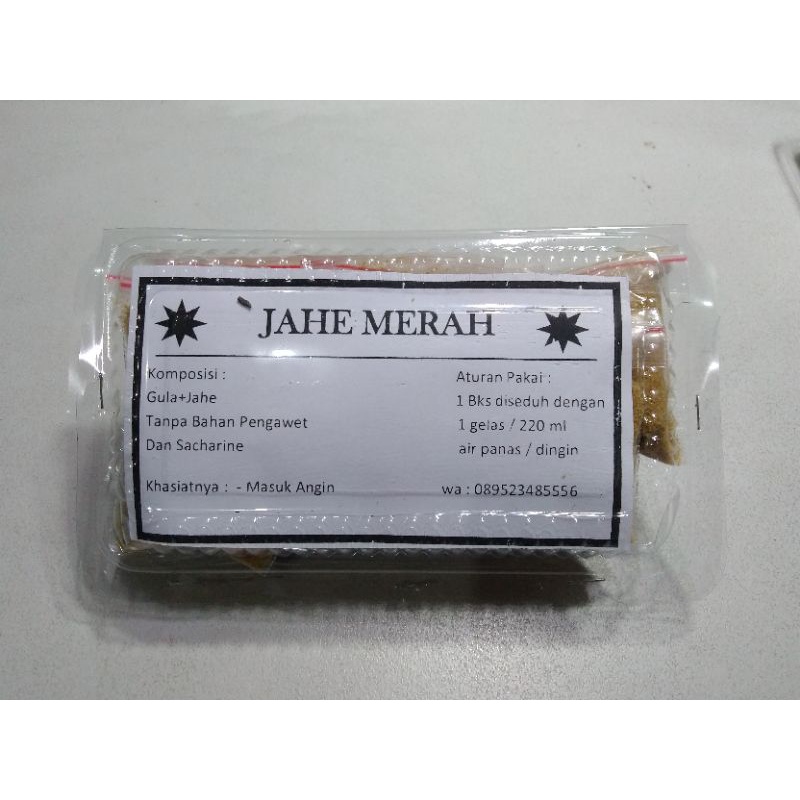 JAHE MERAH
Komposisi :
Gula+Jahe
Tanpa Bahan Pengawet
Dan Sacharine
Khasiatnya : - Masuk Angin
Aturan Pakai :
1 Bks diseduh dengan
1 gelas / 220 ml
air panas / dingin
wa : 089523485556